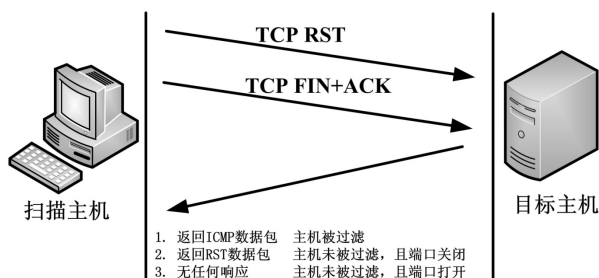 TCP RST
TCP FIN+ACK
扫描主机
目标主机
1. 返回ICMP数据包 主机被过滤
2. 返回RST数据包 主机未被过滤，且端口关闭
3. 无任何响应 主机未被过滤，且端口打开